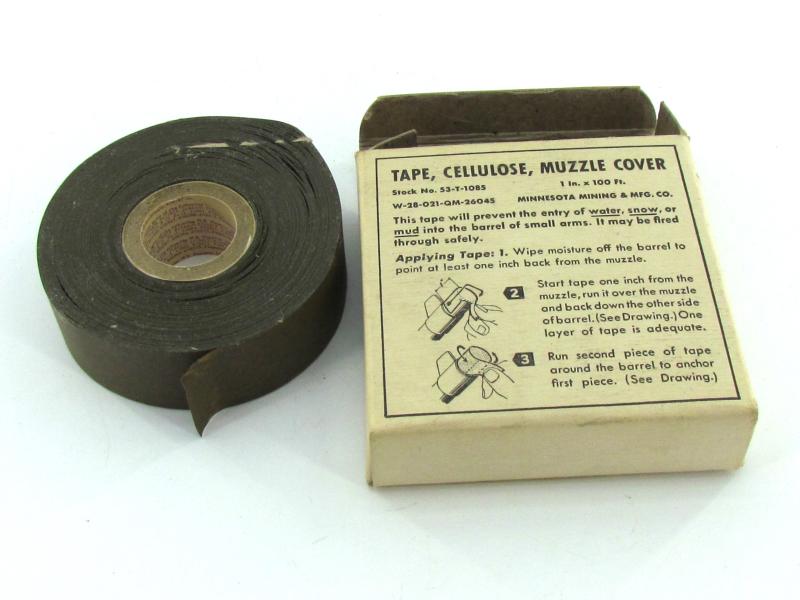 TAPE, CELLULOSE, MUZZLE COVER
Stock No. 53-T-1085 1 In. x 100 Ft.
W-28-021-QM-26045 MINNESOTA MINING & MFG. CO.
This tape will prevent the entry of water, snow, or
mud into the barrel of small arms. It may be fired
through safely.
Applying Tape: 1. Wipe moisture off the barrel to
point at least one inch back from the muzzle.
2 Start tape one inch from the
muzzle, run it over the muzzle
and back down the other side
of barrel. (See Drawing.) One
layer of tape is adequate.
3 Run second piece of tape
around the barrel to anchor
first piece. (See Drawing.)